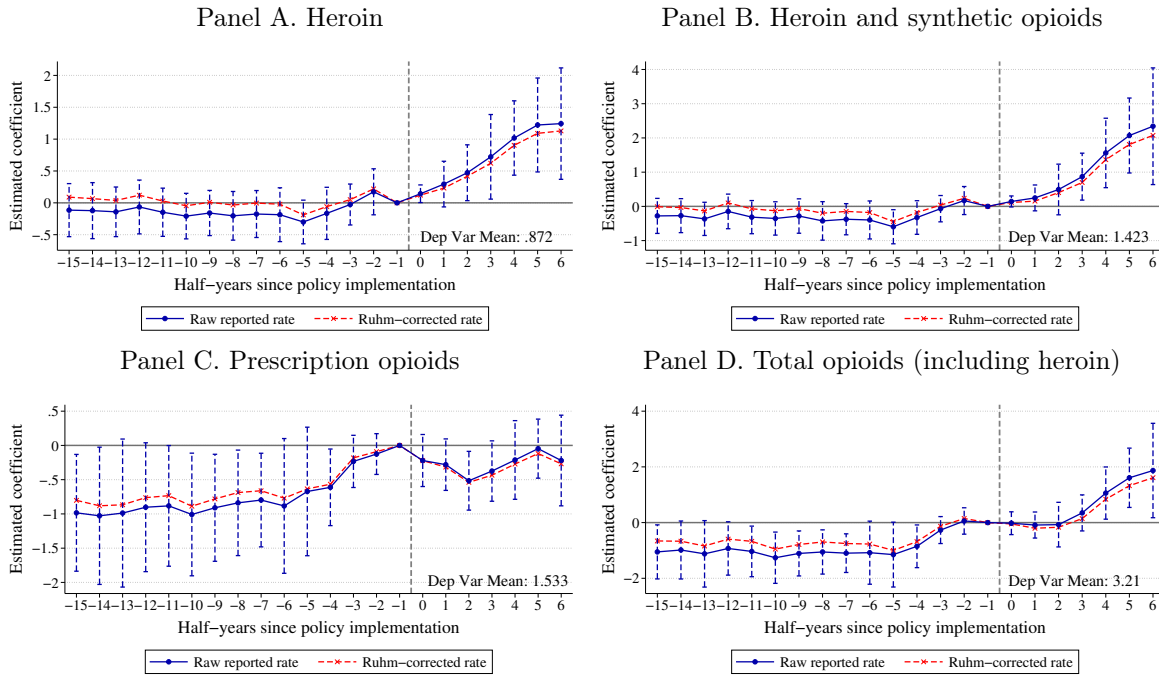 Panel A. Heroin
Estimated coefficient
2
1.5
1
.5
0
−.5
Dep Var Mean: .872
−15 −14 −13 −12 −11 −10 −9 −8 −7 −6 −5 −4 −3 −2 −1 0 1 2 3 4 5 6
Half−years since policy implementation
Raw reported rate Ruhm−corrected rate
Panel B. Heroin and synthetic opioids
Estimated coefficient
4
3
2
1
0
−1
Dep Var Mean: 1.423
−15 −14 −13 −12 −11 −10 −9 −8 −7 −6 −5 −4 −3 −2 −1 0 1 2 3 4 5 6
Half−years since policy implementation
Raw reported rate Ruhm−corrected rate
Panel C. Prescription opioids
Estimated coefficient
.5
0
−.5
−1
−1.5
−2
Dep Var Mean: 1.533
−15 −14 −13 −12 −11 −10 −9 −8 −7 −6 −5 −4 −3 −2 −1 0 1 2 3 4 5 6
Half−years since policy implementation
Raw reported rate Ruhm−corrected rate
Panel D. Total opioids (including heroin)
Estimated coefficient
4
2
0
−2
Dep Var Mean: 3.21
−15 −14 −13 −12 −11 −10 −9 −8 −7 −6 −5 −4 −3 −2 −1 0 1 2 3 4 5 6
Half−years since policy implementation
Raw reported rate Ruhm−corrected rate